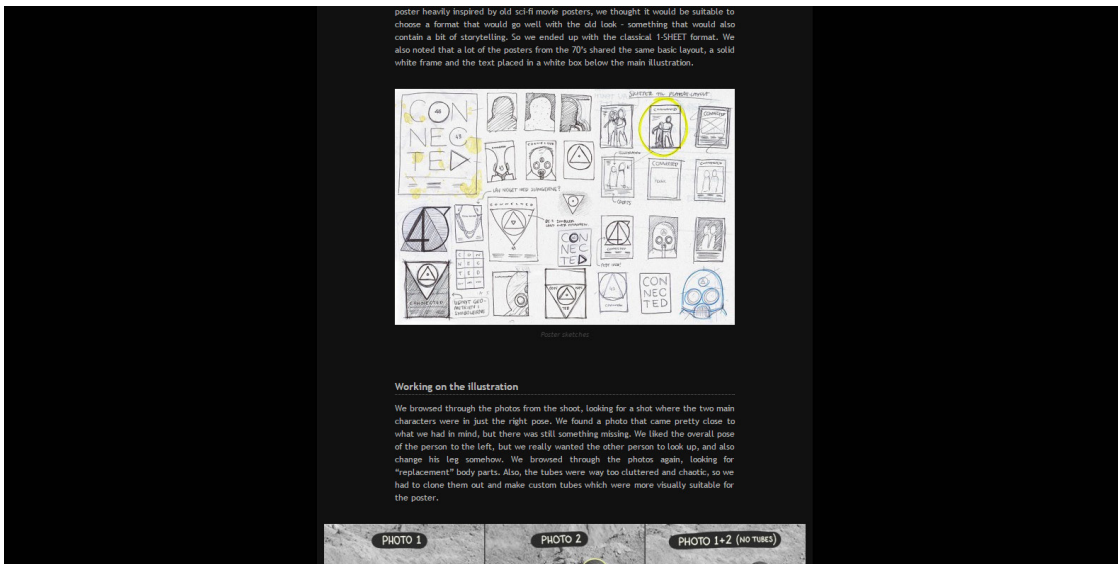 poster heavily inspired by old sci-fi movie posters, we thought it would be suitable to
choose a format that would go well with the old look - something that would also
contain a bit of storytelling. So we ended up with the classical 1-SHEET format. We
also noted that a lot of the posters from the 70's shared the same basic layout, a solid
white frame and the text placed in a white box below the main illustration.
CON
NEC
TED
48
CONNECTED
CON
NEC
TED
CON
NEC
TED
Poster sketches
Working on the illustration
We browsed through the photos from the shoot, looking for a shot where the two main
characters were in just the right pose. We found a photo that came pretty close to
what we had in mind, but there was still something missing. We liked the overall pose
of the person to the left, but we really wanted the other person to look up, and also
change his leg somehow. We browsed through the photos again, looking for
"replacement" body parts. Also, the tubes were way too cluttered and chaotic, so we
had to clone them out and make custom tubes which were more visually suitable for
the poster.
PHOTO 1
PHOTO 2
PHOTO 1+2 (NO TUBES)